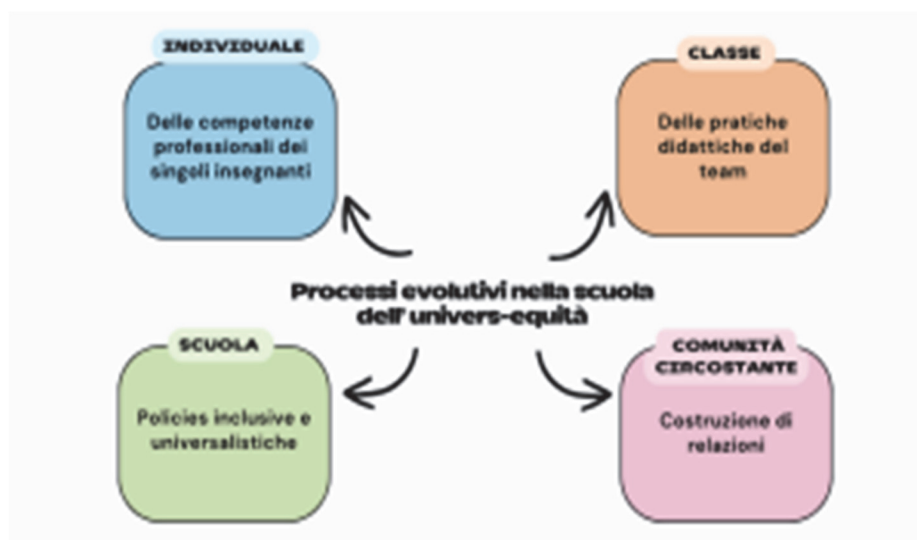 INDIVIDUALE
Delle competenze
professionali dei
singoli insegnanti
CLASSE
Delle pratiche
didattiche del
team
Processi evolutivi nella scuola
dell' univers-equità
SCUOLA
Policies inclusive e
universalistiche
COMUNITÀ
CIRCOSTANTE
Costruzione di
relazioni